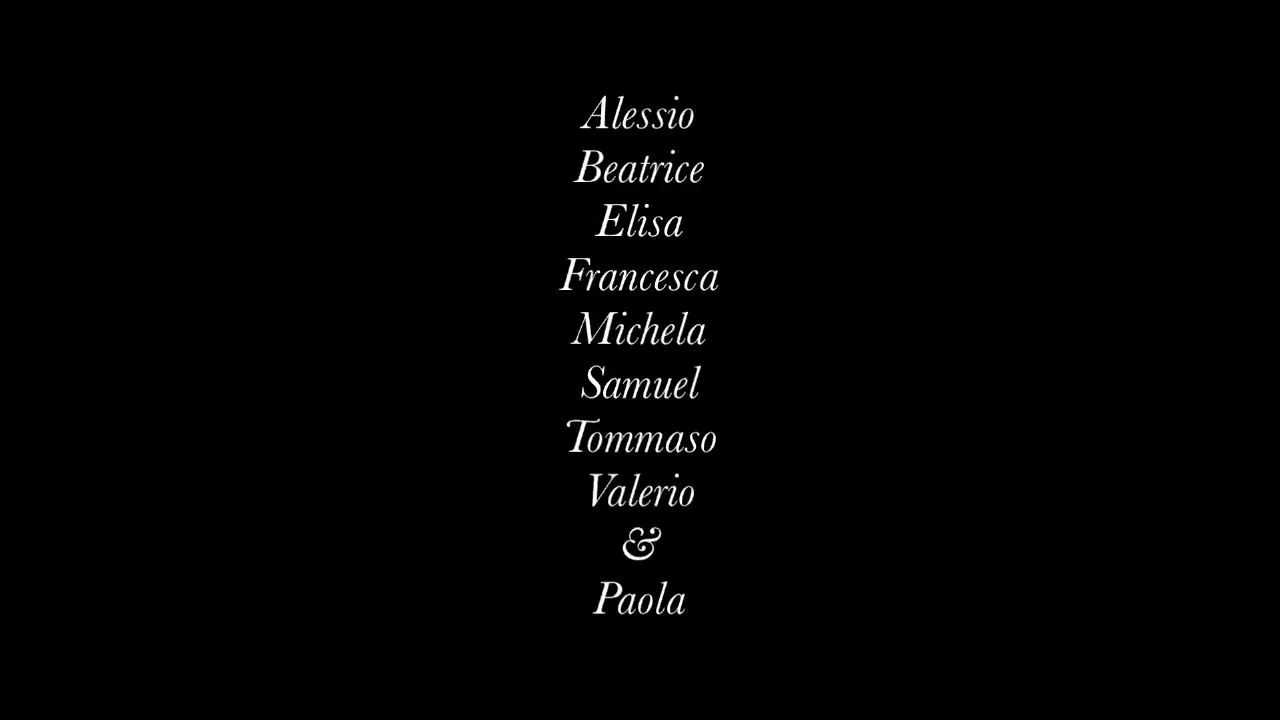 Alessio
Beatrice
Elisa
Francesca
Michela
Samuel
Tommaso
Valerio
&
Paola